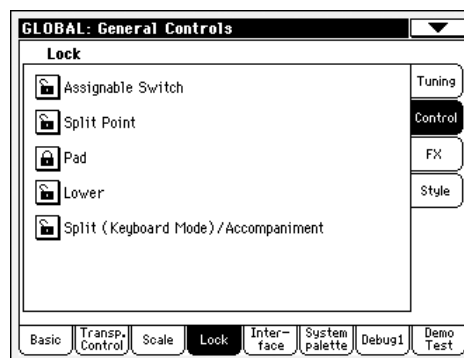 GLOBAL: General Controls
Lock
Assignable Switch
Split Point
Pad
Lower
Split (Keyboard Mode)/Accompaniment
Tuning
Control
FX
Style
Basic
Transp.
Control
Scale
Lock
Inter-
face
System
palette
Debug1
Demo
Test